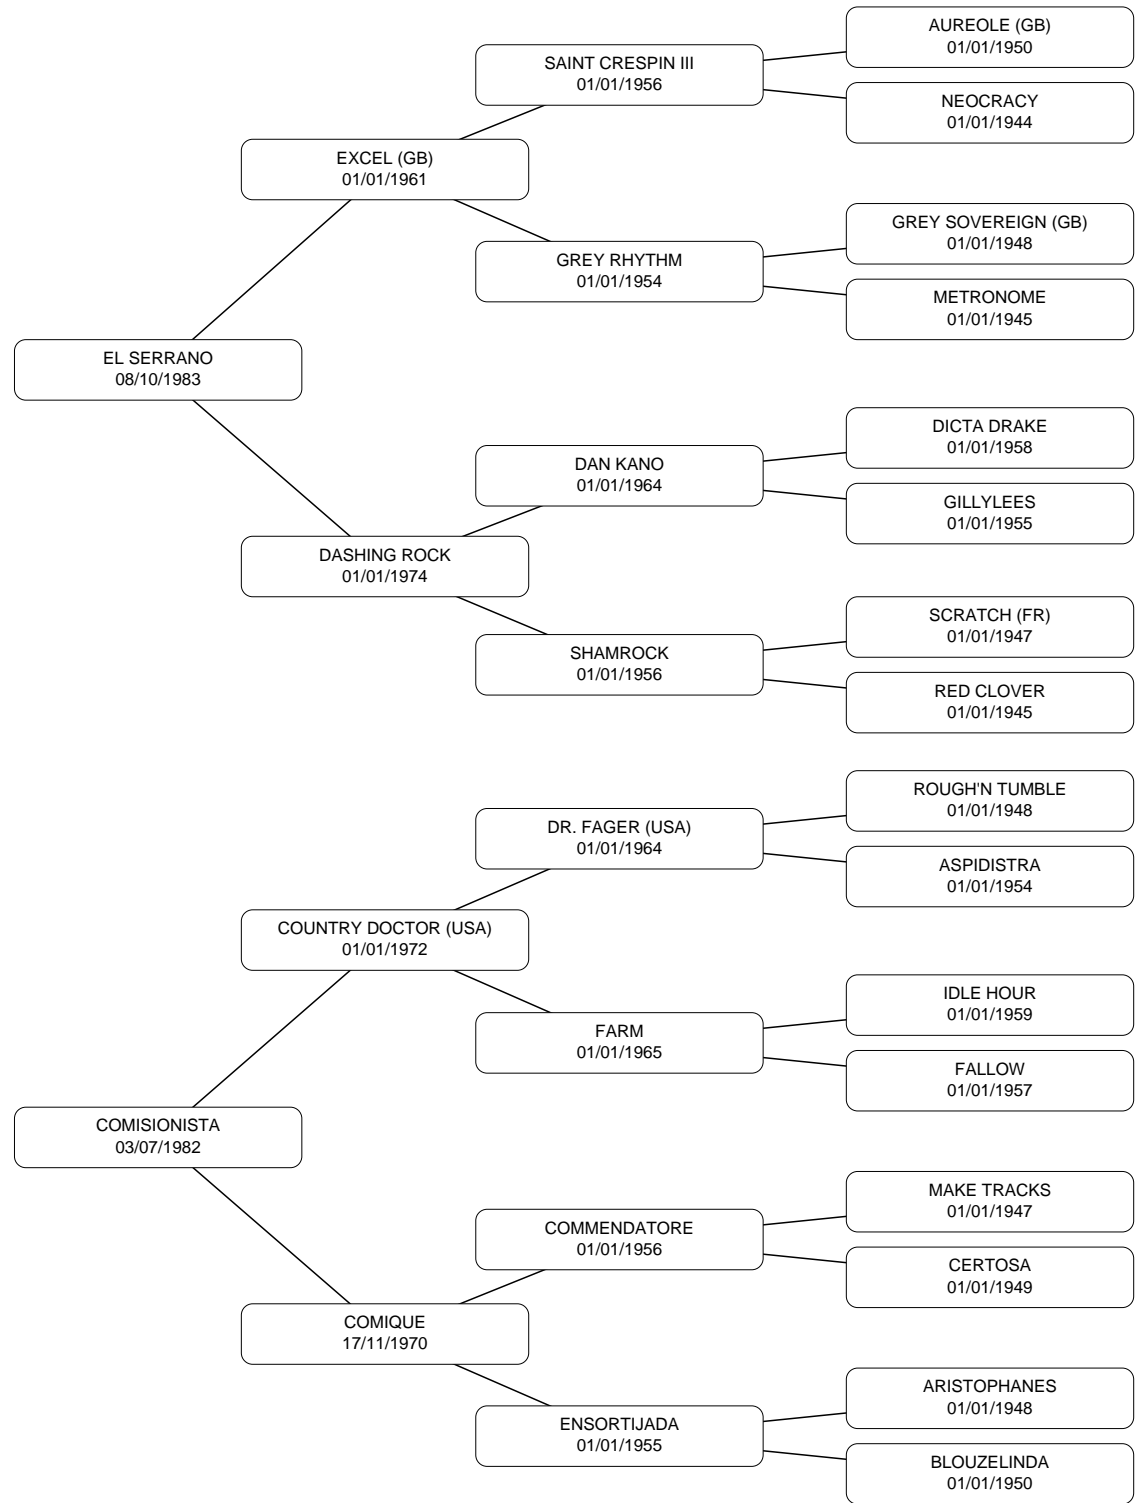 AUREOLE (GB)
01/01/1950
SAINT CRESPIN III
01/01/1956
NEOCRACY
01/01/1944
EXCEL (GB)
01/01/1961
GREY SOVEREIGN (GB)
01/01/1948
GREY RHYTHM
01/01/1954
METRONOME
01/01/1945
EL SERRANO
08/10/1983
DICTA DRAKE
01/01/1958
DAN KANO
01/01/1964
GILLYLEES
01/01/1955
DASHING ROCK
01/01/1974
SCRATCH (FR)
01/01/1947
SHAMROCK
01/01/1956
RED CLOVER
01/01/1945
ROUGH'N TUMBLE
01/01/1948
DR. FAGER (USA)
01/01/1964
ASPIDISTRA
01/01/1954
COUNTRY DOCTOR (USA)
01/01/1972
IDLE HOUR
01/01/1959
FARM
01/01/1965
FALLOW
01/01/1957
COMISIONISTA
03/07/1982
MAKE TRACKS
01/01/1947
COMMENDATORE
01/01/1956
CERTOSA
01/01/1949
COMIQUE
17/11/1970
ARISTOPHANES
01/01/1948
ENSORTIJADA
01/01/1955
BLOUZELINDA
01/01/1950